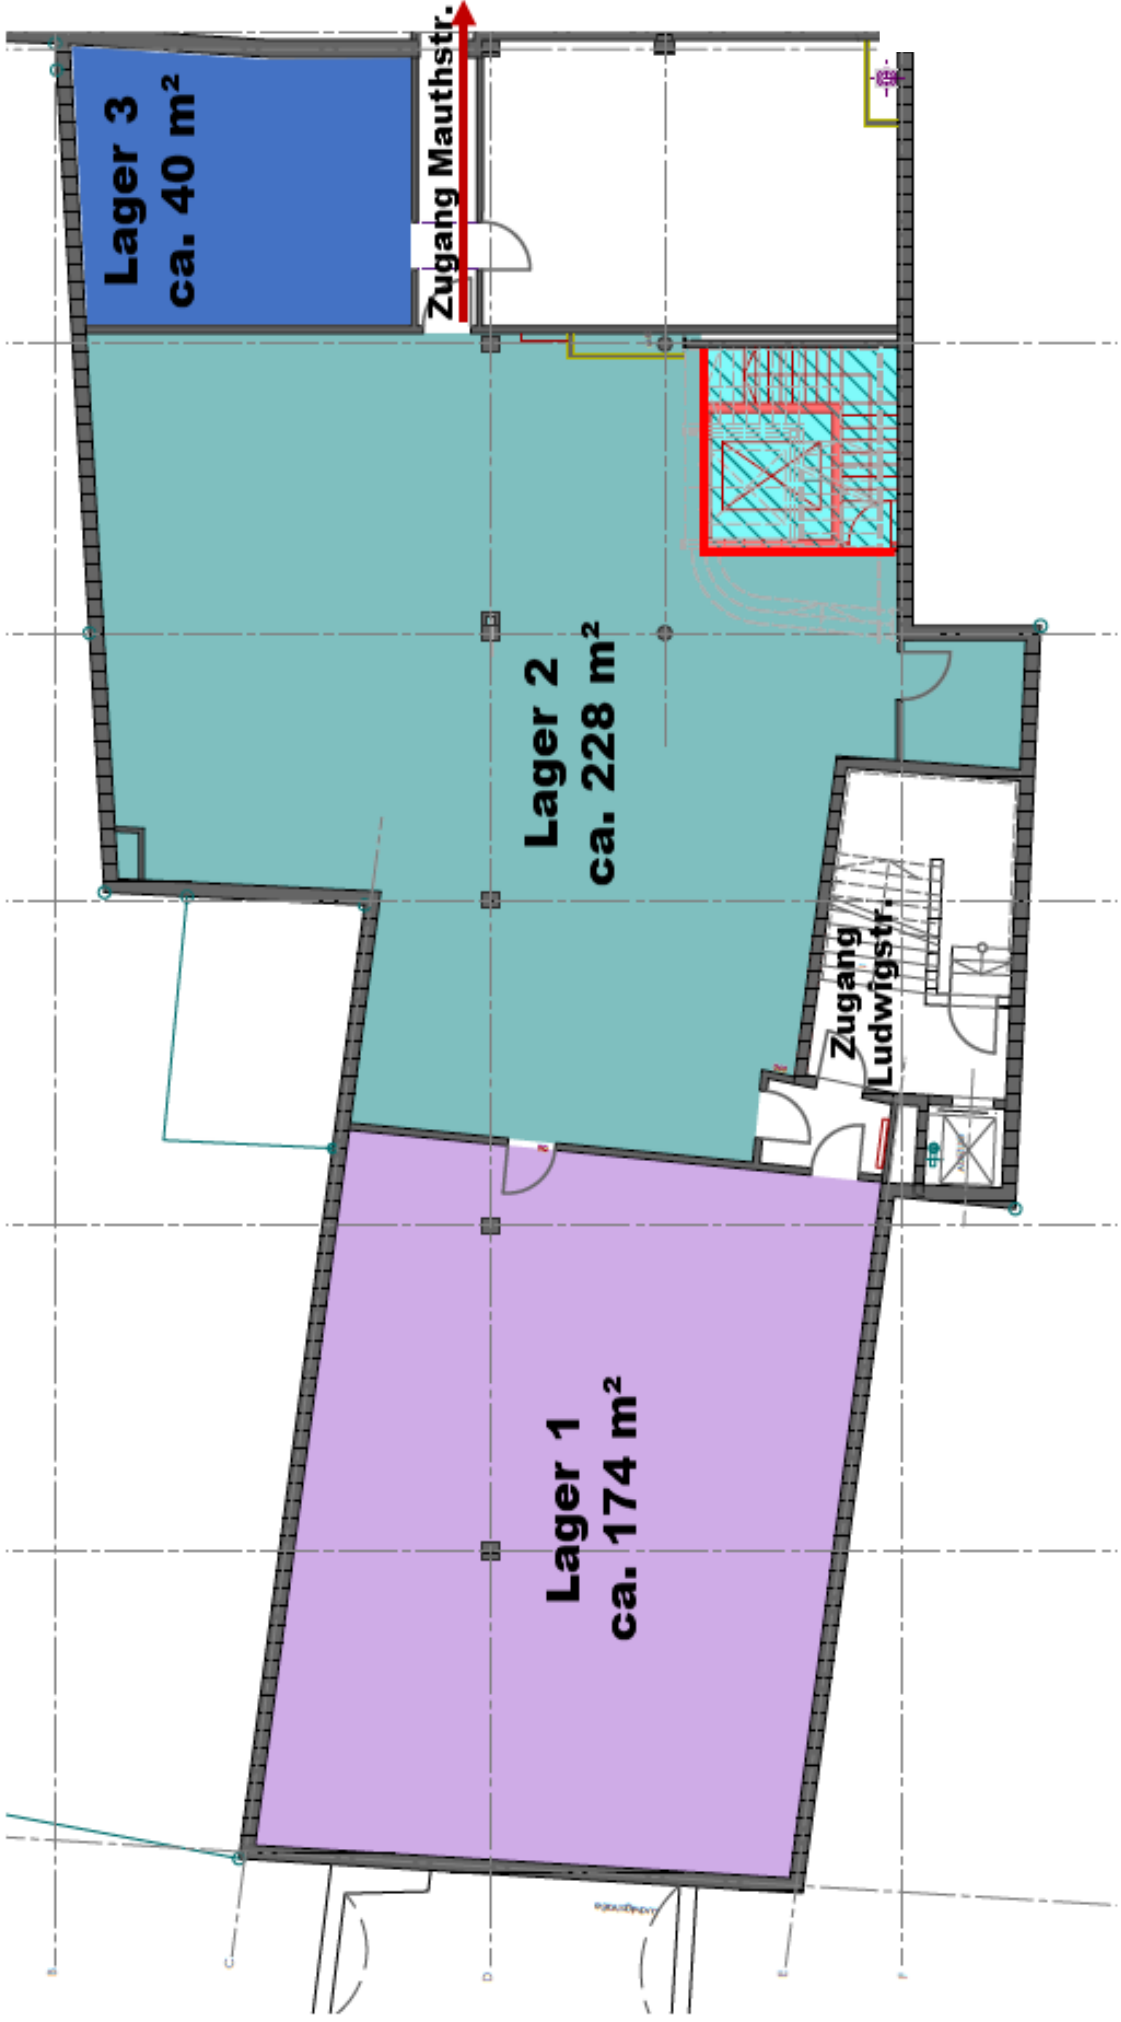 Lager 3
ca. 40 m²
Zugang Mauthstr.
Lager 2
ca. 228 m²
Zugang
Ludwigstr.
Lager 1
ca. 174 m²
B
C
D
E
F